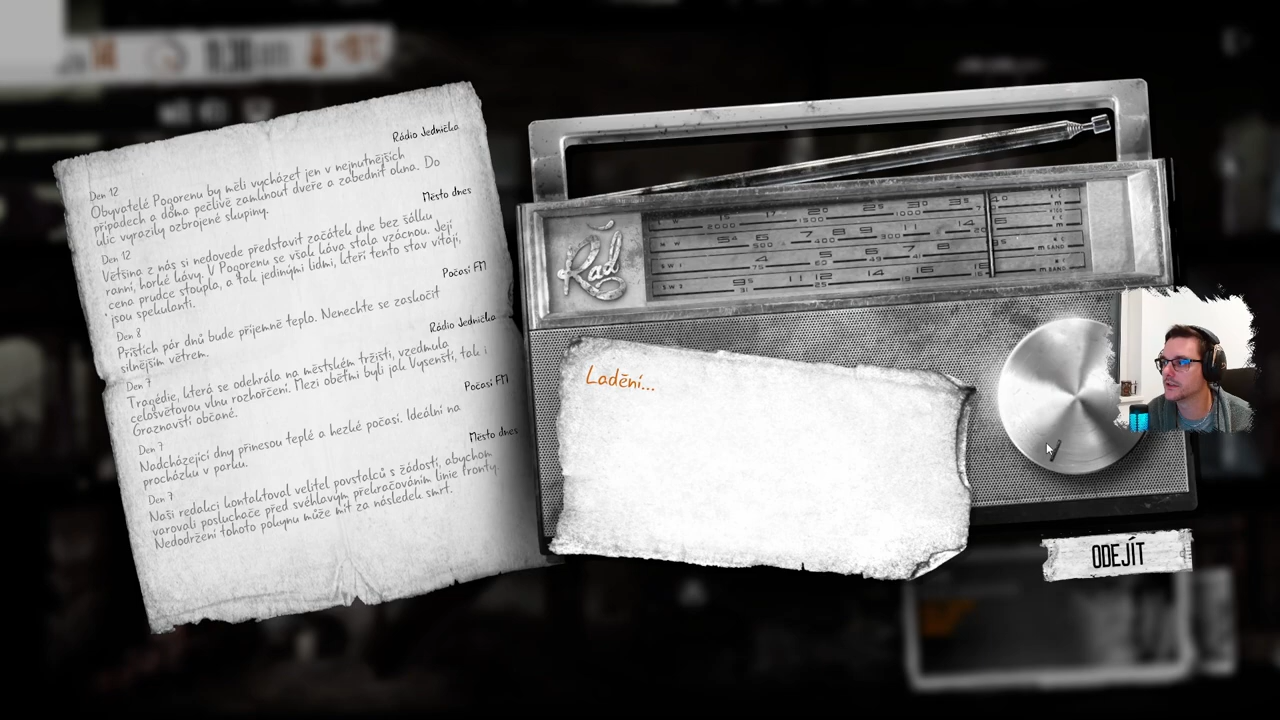 Rádio Jednička
Den 12
Obyvatelé Pogorenu by měli vycházet jen v nejnutnějších
případech a doma pečlivě zamknout dveře a zabednit okna. Do
ulic vyrazily ozbrojené skupiny.
Město dnes
Den 12
Většina z nás si nedovede představit začátek dne bez šálku
ranní, horké kávy. V Pogorenu se však káva stala vzácnou. Její
cena prudce stoupla, a tak jedinými lidmi, kteří tento stav vítají,
jsou spekulanti.
Počasí FM
Den 8
Příštích pár dnů bude příjemně teplo. Nenechte se zaskočit
silnějším větrem.
Rádio Jednička
Den 7
Tragédie, která se odehrála na městském tržišti, vzedmula
celosvětovou vlnu rozhořčení. Mezi oběťmi byli jak Vysenští, tak i
Graznavští občané.
Počasí FM
Den 7
Nadcházející dny přinesou teplé a hezké počasí. Ideální na
procházku v parku.
Město dnes
Den 7
Naši redakci kontaktoval velitel povstalců s žádostí, abychom
varovali posluchače před svéhlavým překračováním linie fronty.
Nedodržení tohoto pokynu může mít za následek smrt.
Rad
Ladění...
ODEJÍT